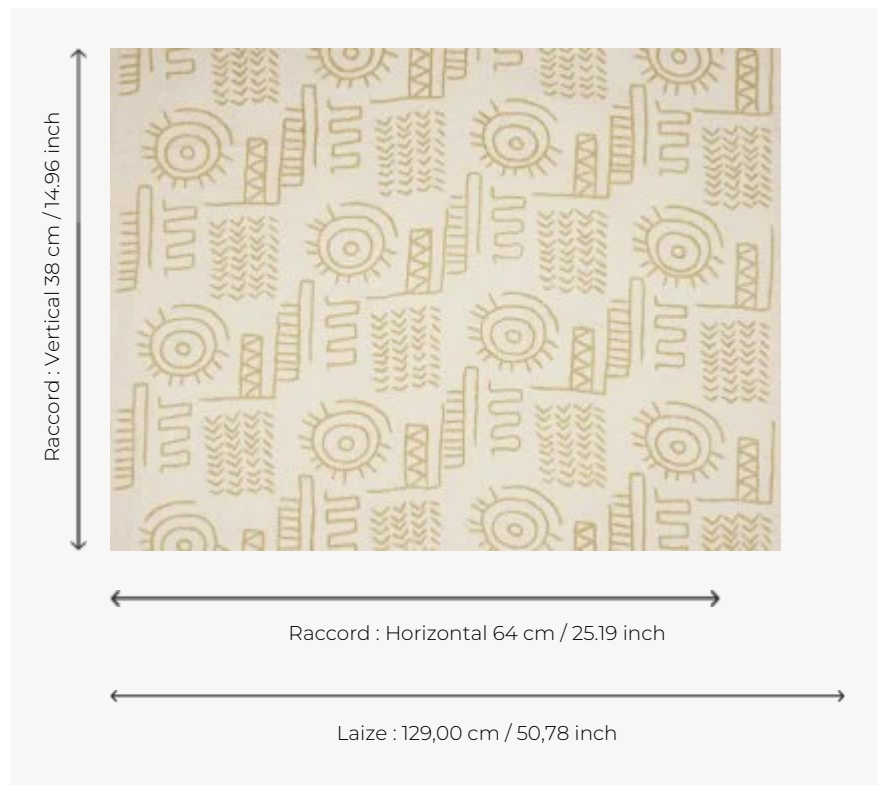 Raccord : Vertical 38 cm / 14.96 inch
Raccord : Horizontal 64 cm / 25.19 inch
Laize : 129,00 cm / 50,78 inch